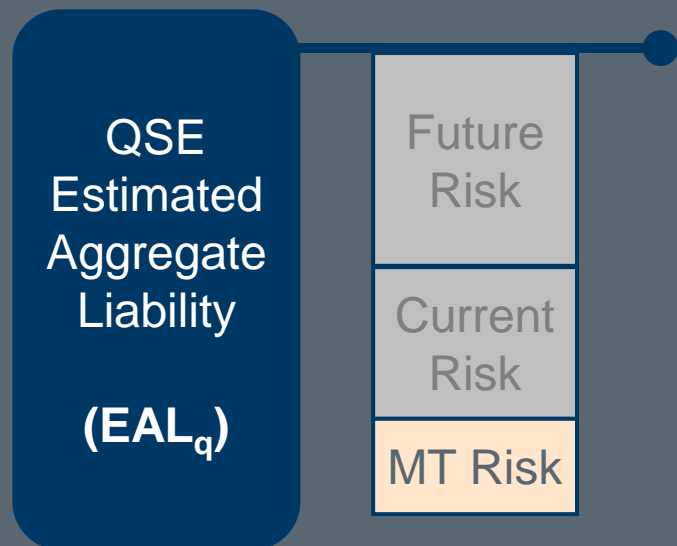 QSE
Estimated
Aggregate
Liability
(EALq)
Future
Risk
Current
Risk
MT Risk